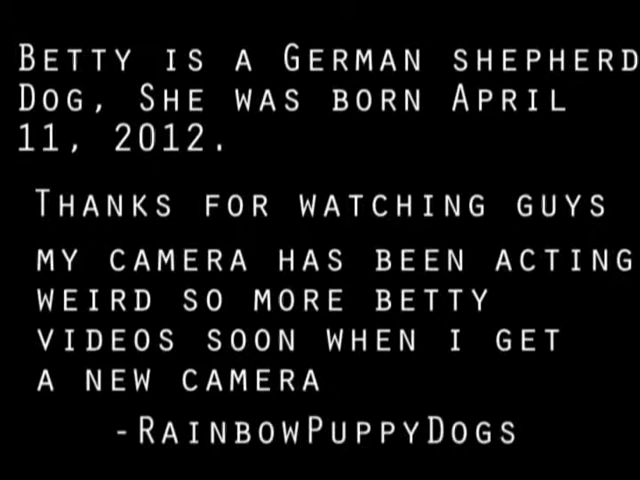 Betty is a German shepherd
Dog, She was born April
11, 2012.
Thanks for watching guys
my camera has been acting
weird so more betty
videos soon when i get
a new camera
-RainbowPuppyDogs